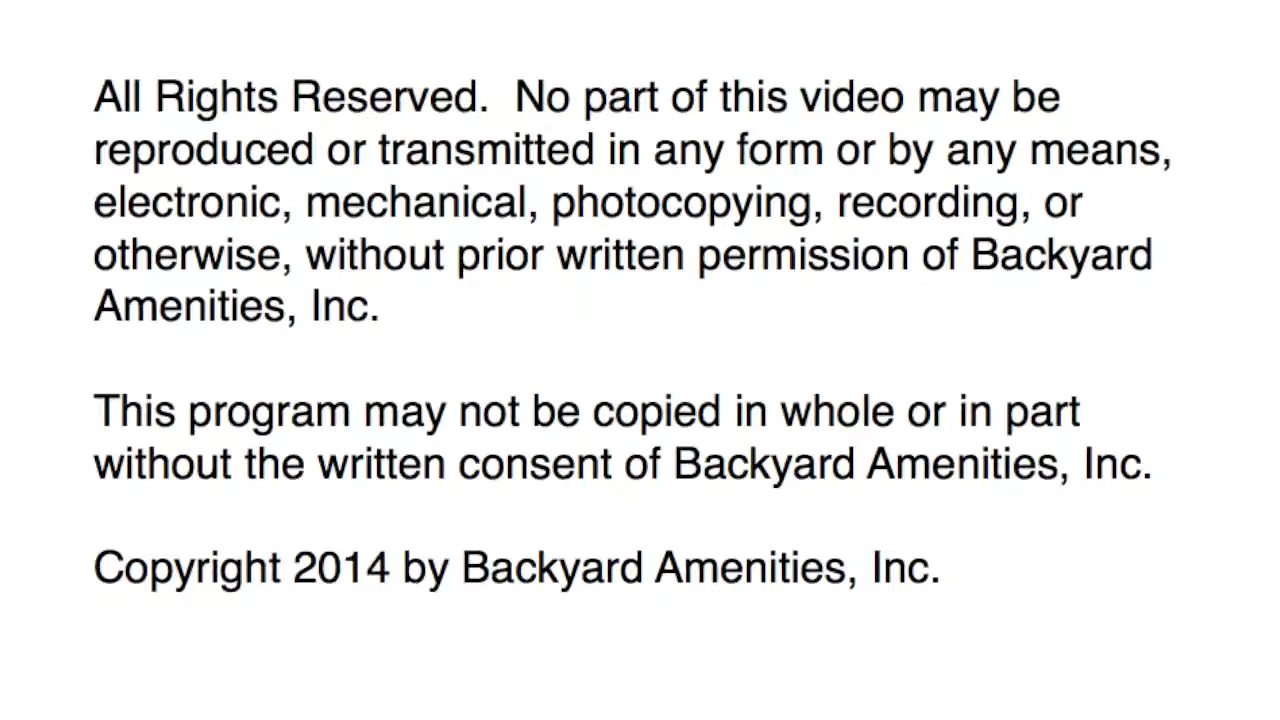 All Rights Reserved.  No part of this video may be
reproduced or transmitted in any form or by any means,
electronic, mechanical, photocopying, recording, or
otherwise, without prior written permission of Backyard
Amenities, Inc.
This program may not be copied in whole or in part
without the written consent of Backyard Amenities, Inc.
Copyright 2014 by Backyard Amenities, Inc.